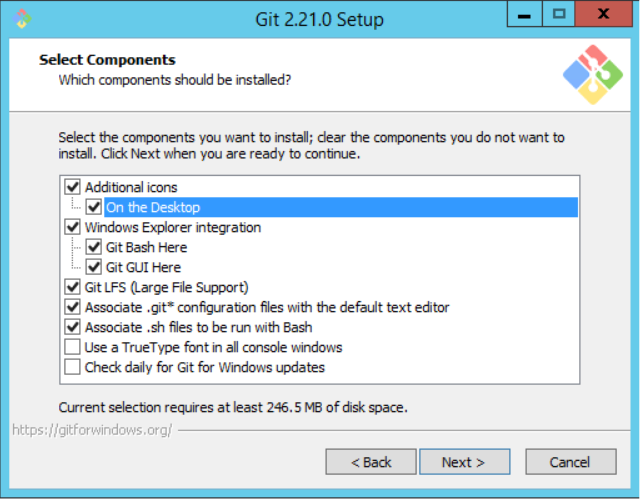 Git 2.21.0 Setup
Select Components
Which components should be installed?
Select the components you want to install; clear the components you do not want to
install. Click Next when you are ready to continue.
Additional icons
On the Desktop
Windows Explorer integration
Git Bash Here
Git GUI Here
Git LFS (Large File Support)
Associate .git* configuration files with the default text editor
Associate .sh files to be run with Bash
Use a TrueType font in all console windows
Check daily for Git for Windows updates
Current selection requires at least 246.5 MB of disk space.
https://gitforwindows.org/
< Back Next > Cancel